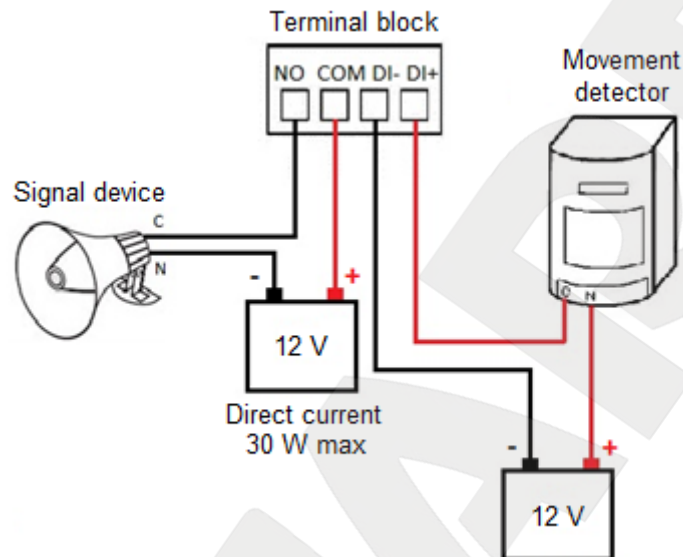 Terminal block
NO COM DI- DI+
Movement
detector
Signal device
C
N
- +
12 V
Direct current
30 W max
C N
- +
12 V